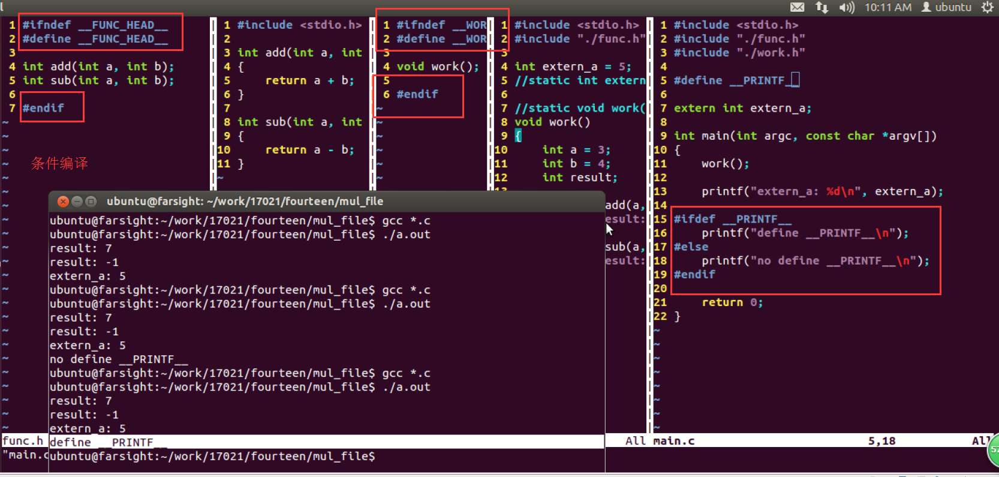 10:11 AM ubuntu
1 #ifndef __FUNC_HEAD__
2 #define __FUNC_HEAD__
3
4 int add(int a, int b);
5 int sub(int a, int b);
6
7 #endif
~
条件编译
1 #include <stdio.h>
2
3 int add(int a, int
4 {
5     return a + b;
6 }
7
8 int sub(int a, int
9 {
10     return a - b;
11 }
~
1 #ifndef __WOR
2 #define __WOR
3
4 void work();
5
6 #endif
~
1 #include <stdio.h>
2 #include "./func.h"
3
4 int extern_a = 5;
5 //static int extern
6
7 //static void work(
8 void work()
9 {
10     int a = 3;
11     int b = 4;
12     int result;
add(a,
esult:
sub(a,
esult:
1 #include <stdio.h>
2 #include "./func.h"
3 #include "./work.h"
4
5 #define __PRINTF__
6
7 extern int extern_a;
8
9 int main(int argc, const char *argv[])
10 {
11     work();
12
13     printf("extern_a: %d\n", extern_a);
14
15 #ifdef __PRINTF__
16     printf("define __PRINTF__\n");
17 #else
18     printf("no define __PRINTF__\n");
19 #endif
20
21     return 0;
22 }
~
ubuntu@farsight: ~/work/17021/fourteen/mul_file
ubuntu@farsight:~/work/17021/fourteen/mul_file$ gcc *.c
ubuntu@farsight:~/work/17021/fourteen/mul_file$ ./a.out
result: 7
result: -1
extern_a: 5
ubuntu@farsight:~/work/17021/fourteen/mul_file$ gcc *.c
ubuntu@farsight:~/work/17021/fourteen/mul_file$ ./a.out
result: 7
result: -1
extern_a: 5
no define __PRINTF__
ubuntu@farsight:~/work/17021/fourteen/mul_file$ gcc *.c
ubuntu@farsight:~/work/17021/fourteen/mul_file$ ./a.out
result: 7
result: -1
extern_a: 5
define __PRINTF__
ubuntu@farsight:~/work/17021/fourteen/mul_file$
func.h
All main.c 5,18 All
"main.c